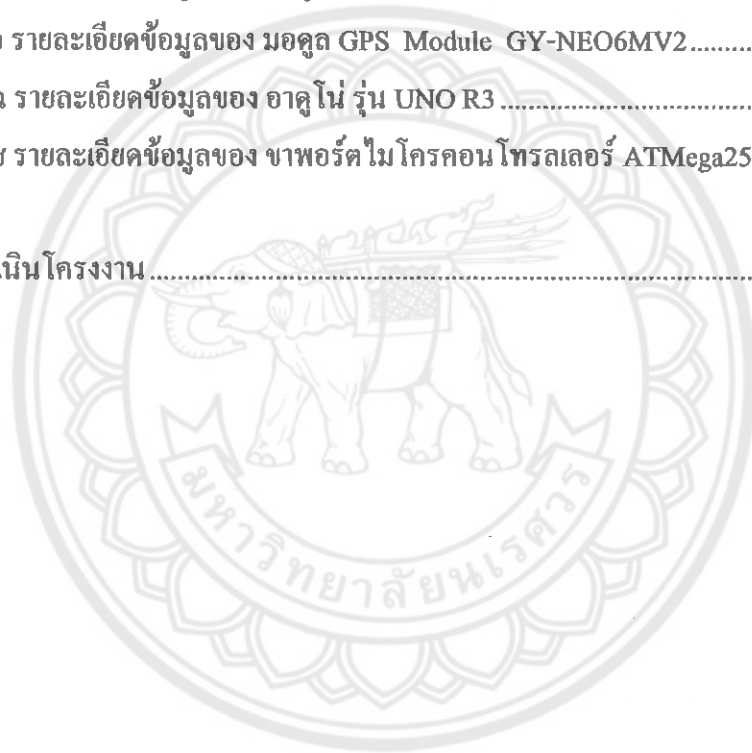 รายละเอียดข้อมูลของ มอดูล GPS Module GY-NEO6MV2.........
รายละเอียดข้อมูลของ อาดูโน่ รุ่น UNO R3................................
รายละเอียดข้อมูลของ ขาพอร์ตไมโครคอนโทรลเลอร์ ATMega25
เนินโครงงาน................................................................................
มหาวิทยาลัยนเรศวร